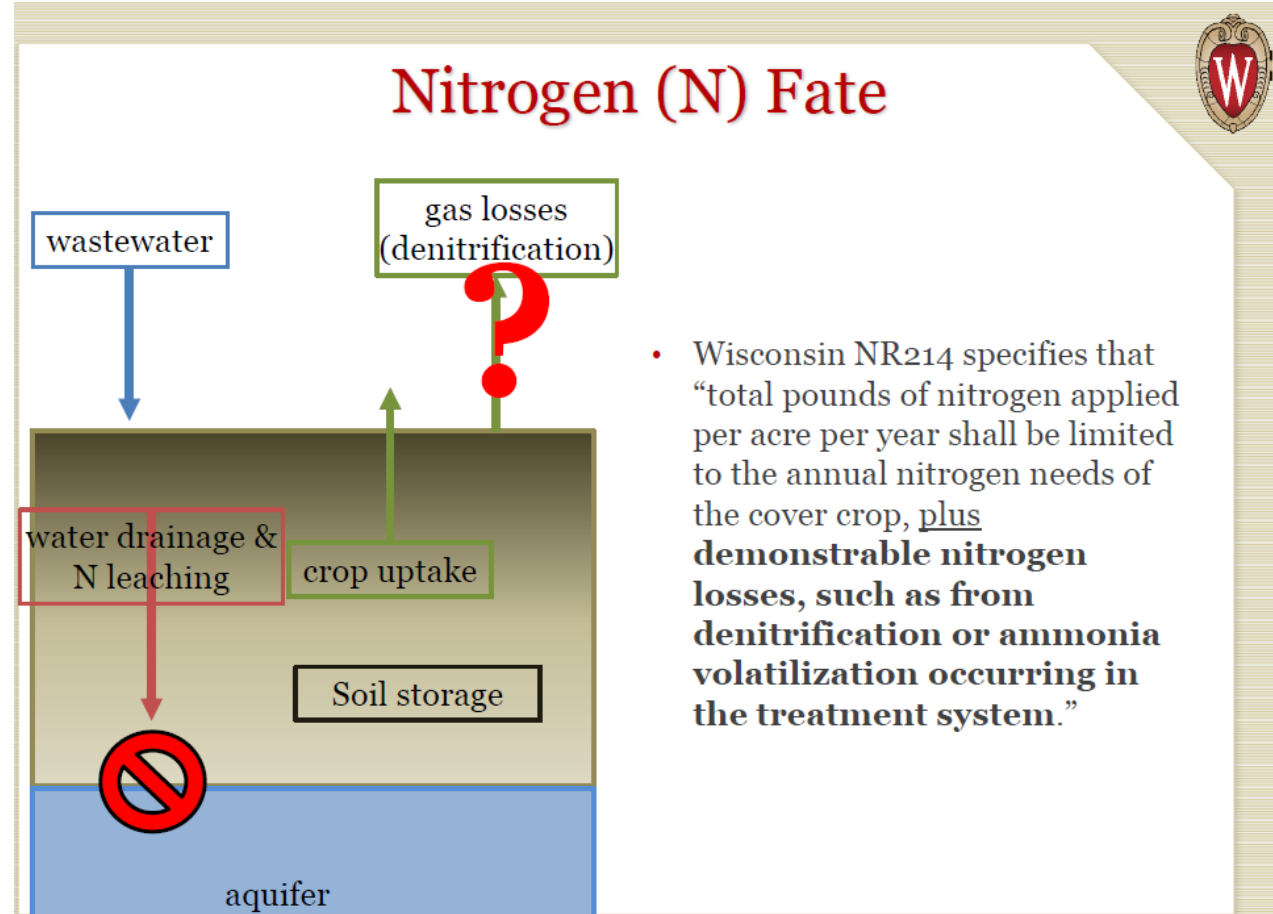 Nitrogen (N) Fate
W
wastewater
gas losses
(denitrification)
?
water drainage &
N leaching
crop uptake
Soil storage
aquifer
• Wisconsin NR214 specifies that
“total pounds of nitrogen applied
per acre per year shall be limited
to the annual nitrogen needs of
the cover crop, plus
demonstrable nitrogen
losses, such as from
denitrification or ammonia
volatilization occurring in
the treatment system.”